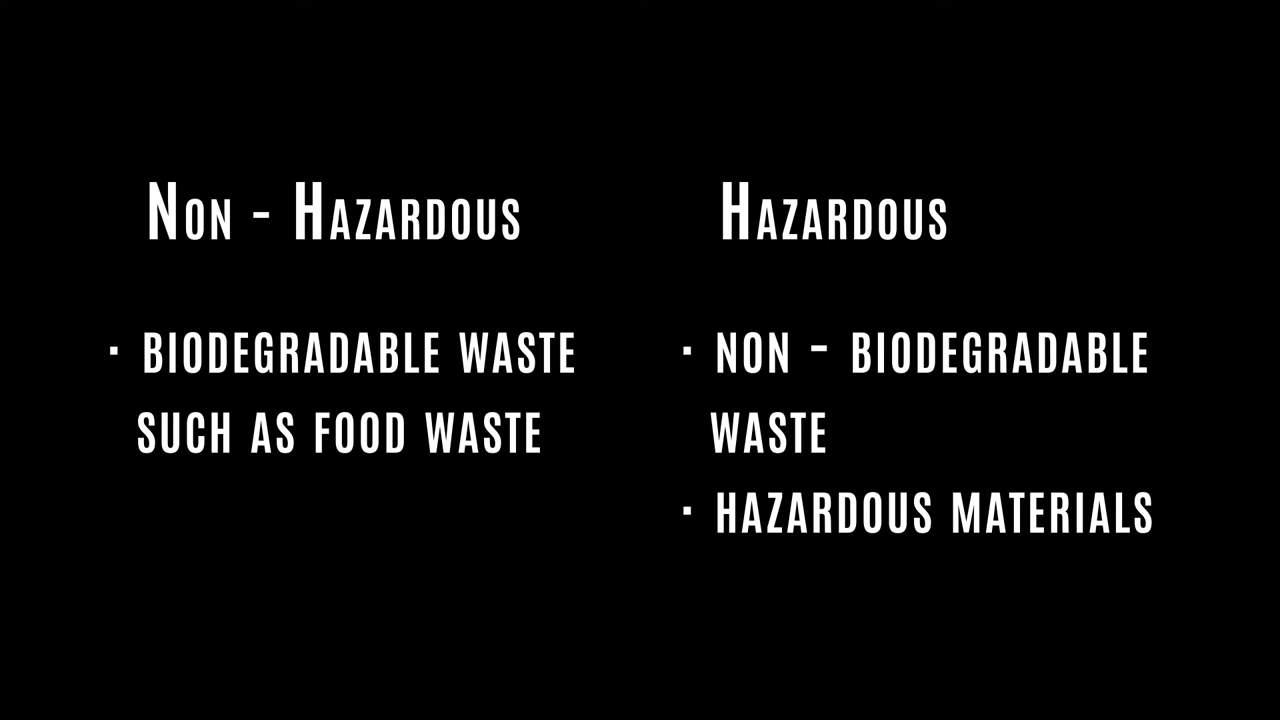 Non - Hazardous
· BIODEGRADABLE WASTE
SUCH AS FOOD WASTE
Hazardous
· NON - BIODEGRADABLE
WASTE
· HAZARDOUS MATERIALS